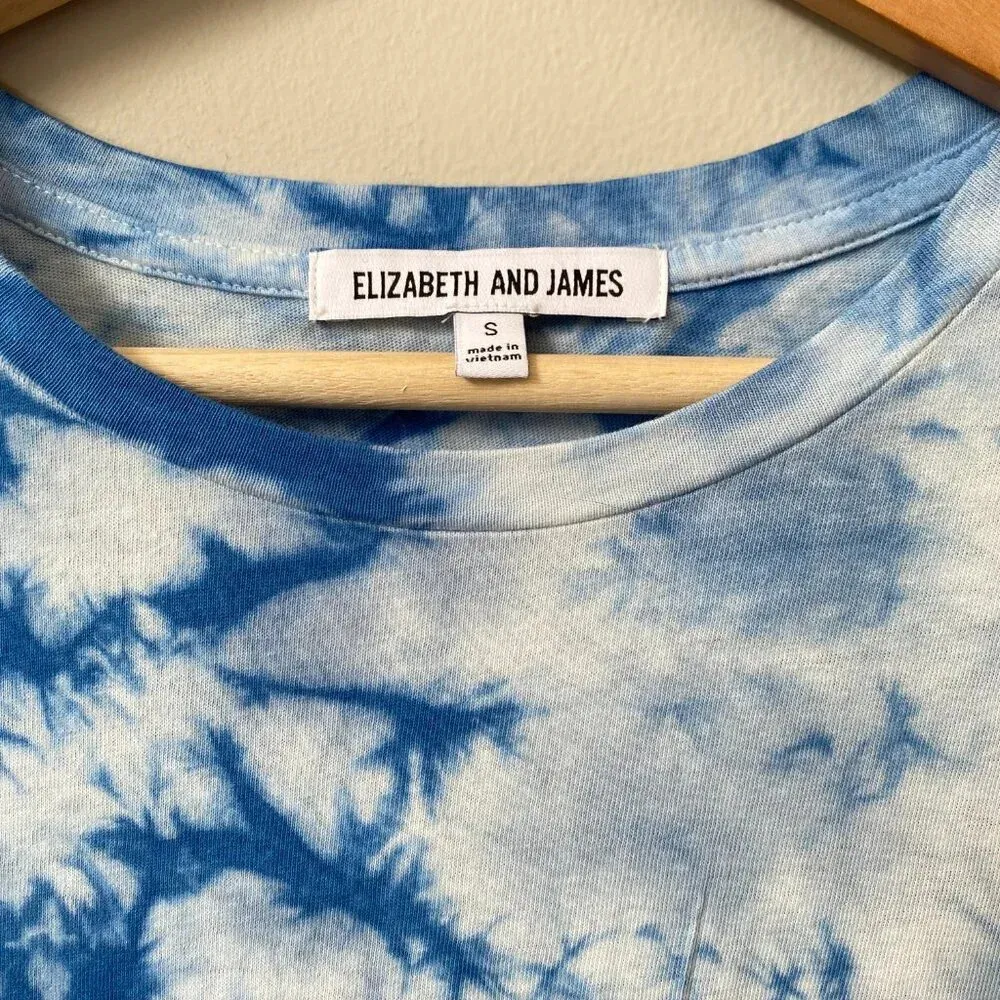 ELIZABETH AND JAMES
S
made in
vietnam